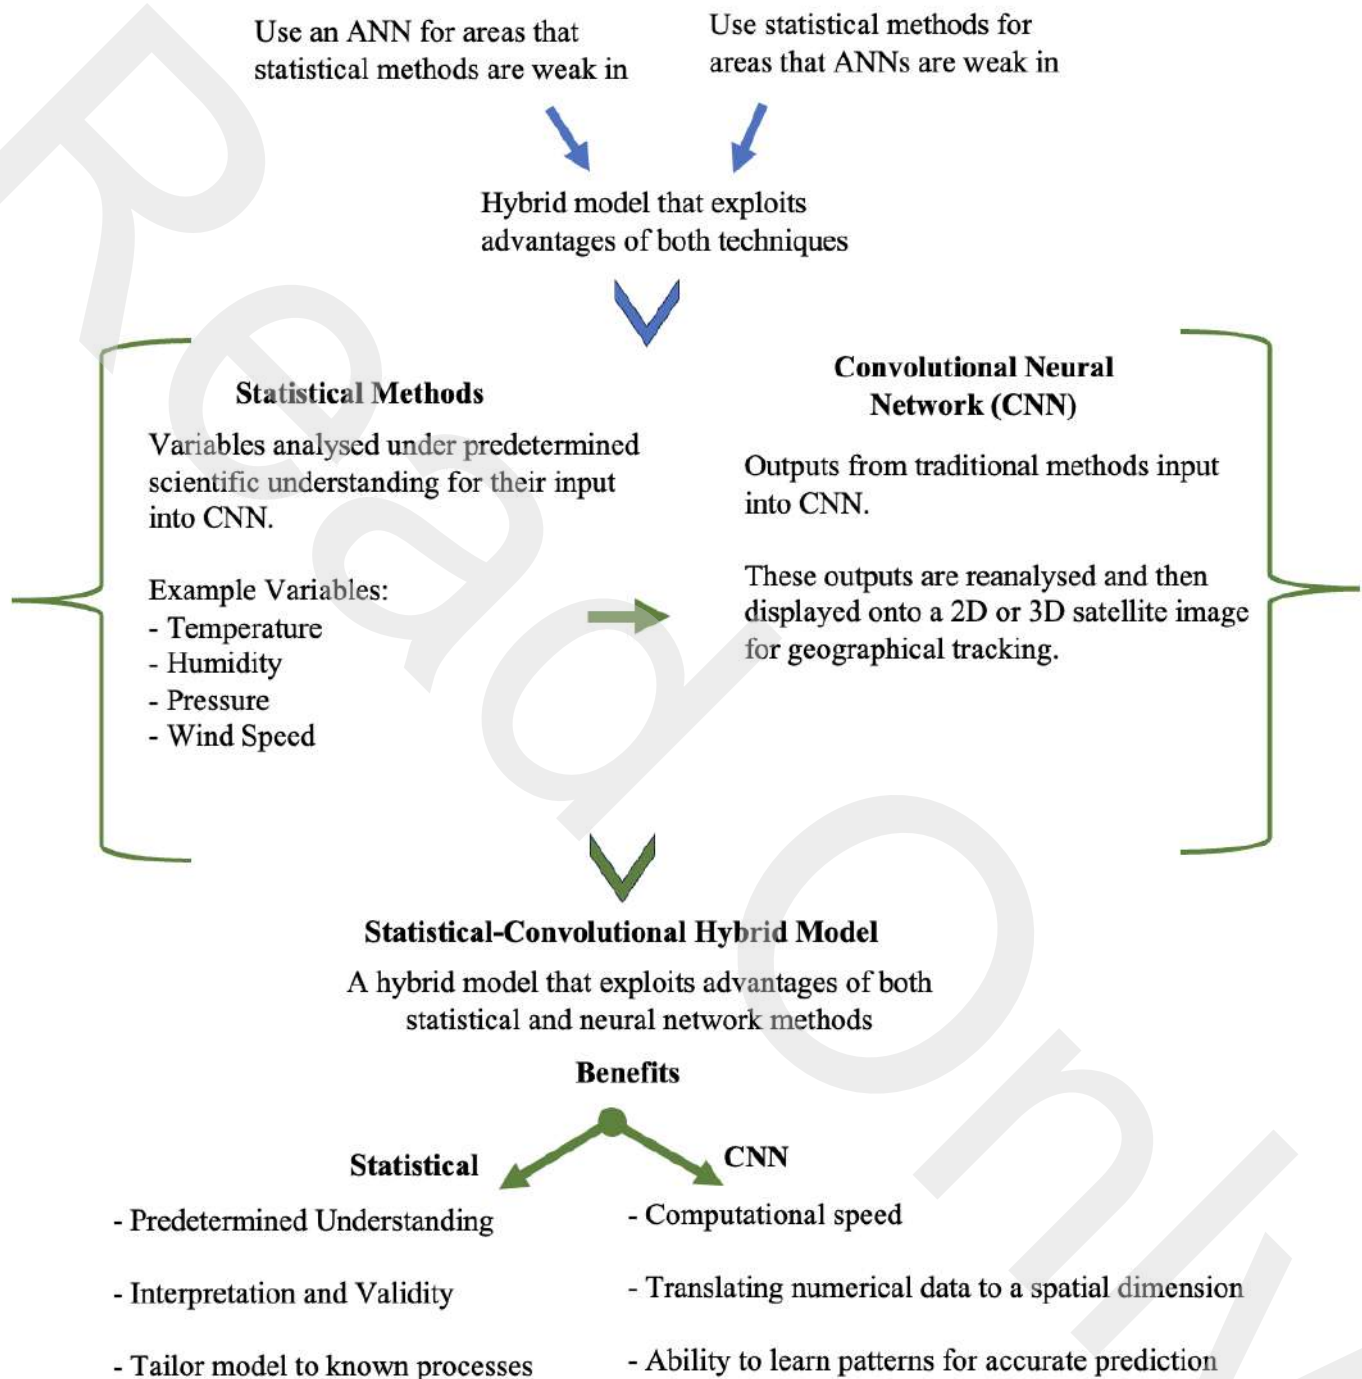 Use an ANN for areas that
statistical methods are weak in
Use statistical methods for
areas that ANNs are weak in
Hybrid model that exploits
advantages of both techniques
Statistical Methods
Variables analysed under predetermined
scientific understanding for their input
into CNN.
Example Variables:
- Temperature
- Humidity
- Pressure
- Wind Speed
Convolutional Neural
Network (CNN)
Outputs from traditional methods input
into CNN.
These outputs are reanalysed and then
displayed onto a 2D or 3D satellite image
for geographical tracking.
Statistical-Convolutional Hybrid Model
A hybrid model that exploits advantages of both
statistical and neural network methods
Benefits
Statistical
- Predetermined Understanding
- Interpretation and Validity
- Tailor model to known processes
CNN
- Computational speed
- Translating numerical data to a spatial dimension
- Ability to learn patterns for accurate prediction
Read Only